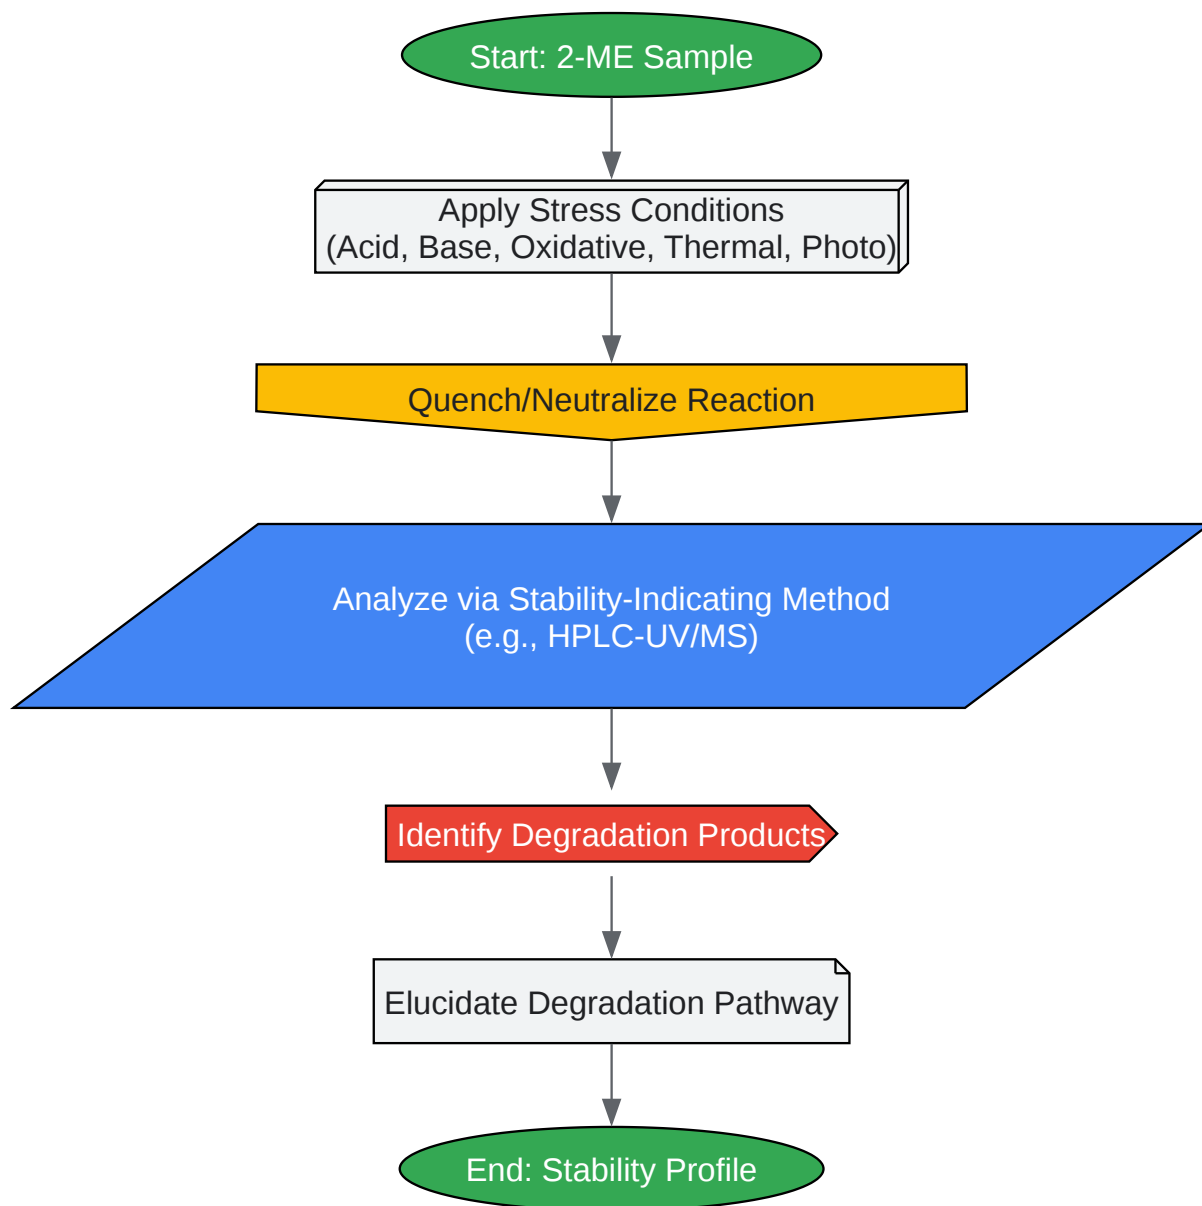 Start: 2-ME Sample
Apply Stress Conditions
(Acid, Base, Oxidative, Thermal, Photo)
Quench/Neutralize Reaction
Analyze via Stability-Indicating Method
(e.g., HPLC-UV/MS)
Identify Degradation Products
Elucidate Degradation Pathway
End: Stability Profile